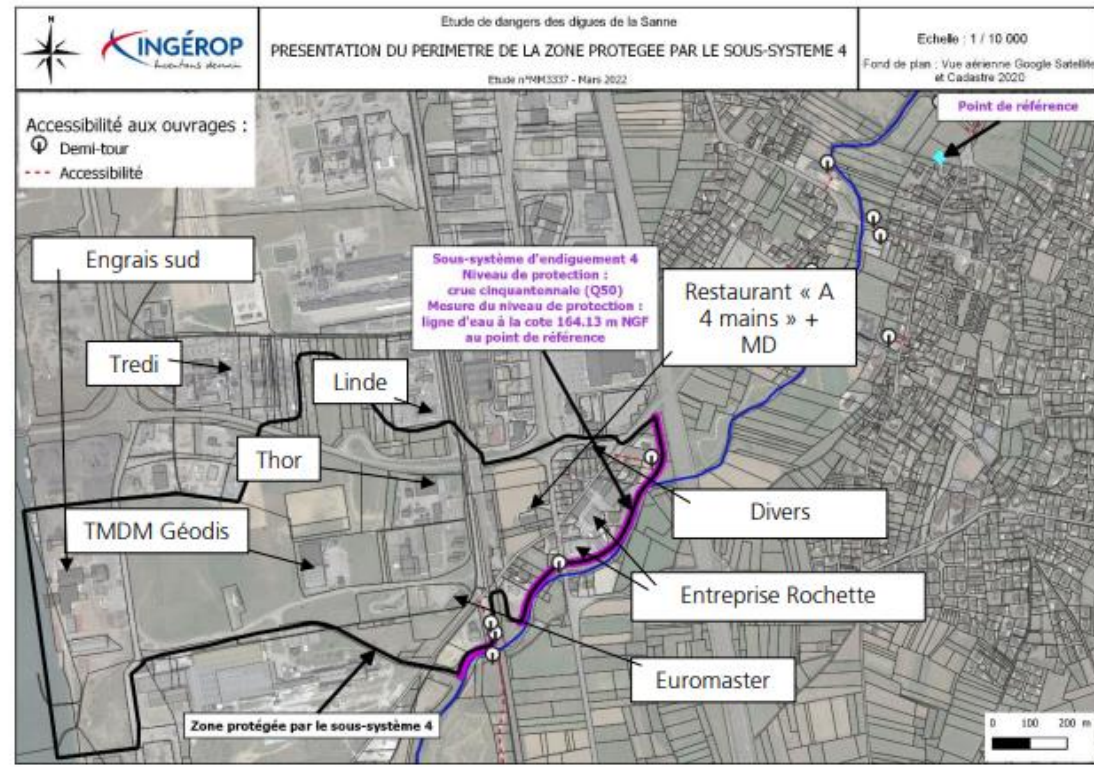 N
INGÉROP
Inventons demain
Etude de dangers des digues de la Sanne
PRESENTATION DU PERIMETRE DE LA ZONE PROTEGEE PAR LE SOUS-SYSTEME 4
Etude n°MM3337 - Mars 2022
Echelle : 1 / 10 000
Fond de plan : Vue aérienne Google Satellite
et Cadastre 2020
Accessibilité aux ouvrages :
Demi-tour
Accessibilité
Point de référence
Engrais sud
Sous-système d'endiguement 4
Niveau de protection :
crue cinquantennale (Q50)
Mesure du niveau de protection :
ligne d'eau à la cote 164.13 m NGF
au point de référence
Restaurant « A
4 mains » +
MD
Tredi
Linde
Thor
Divers
TMDM Géodis
Entreprise Rochette
Euromaster
Zone protégée par le sous-système 4
0 100 200 m